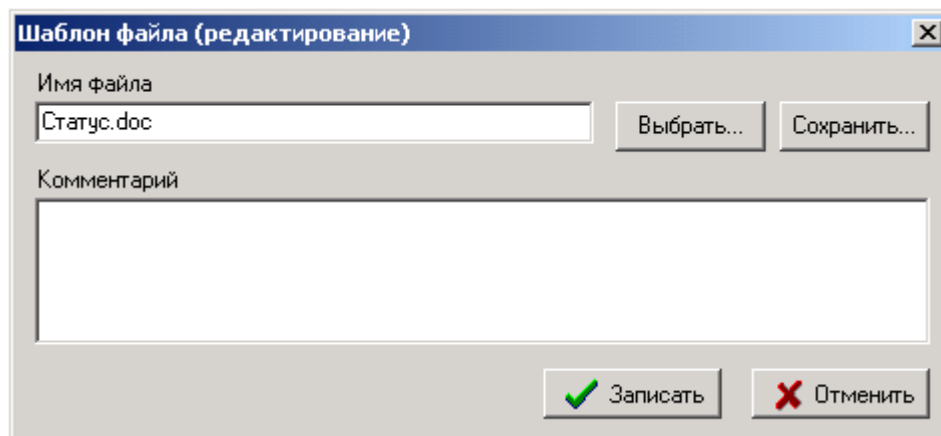 Шаблон файла (редактирование)
Имя файла
Статус.doc
Выбрать...
Сохранить...
Комментарий
Записать
Отменить